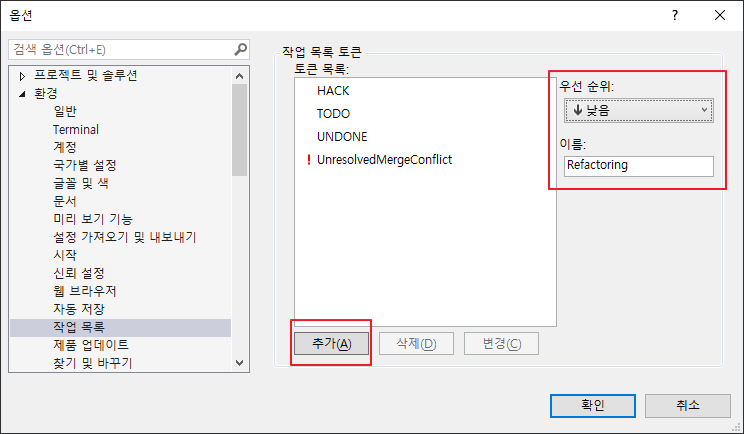 옵션
검색 옵션(Ctrl+E)
프로젝트 및 솔루션
환경
일반
Terminal
계정
국가별 설정
글꼴 및 색
문서
미리 보기 기능
설정 가져오기 및 내보내기
시작
신뢰 설정
웹 브라우저
자동 저장
작업 목록
제품 업데이트
찾기 및 바꾸기
작업 목록 토큰
토큰 목록:
HACK
TODO
UNDONE
! UnresolvedMergeConflict
우선 순위:
낮음
이름:
Refactoring
추가(A)
삭제(D)
변경(C)
확인
취소